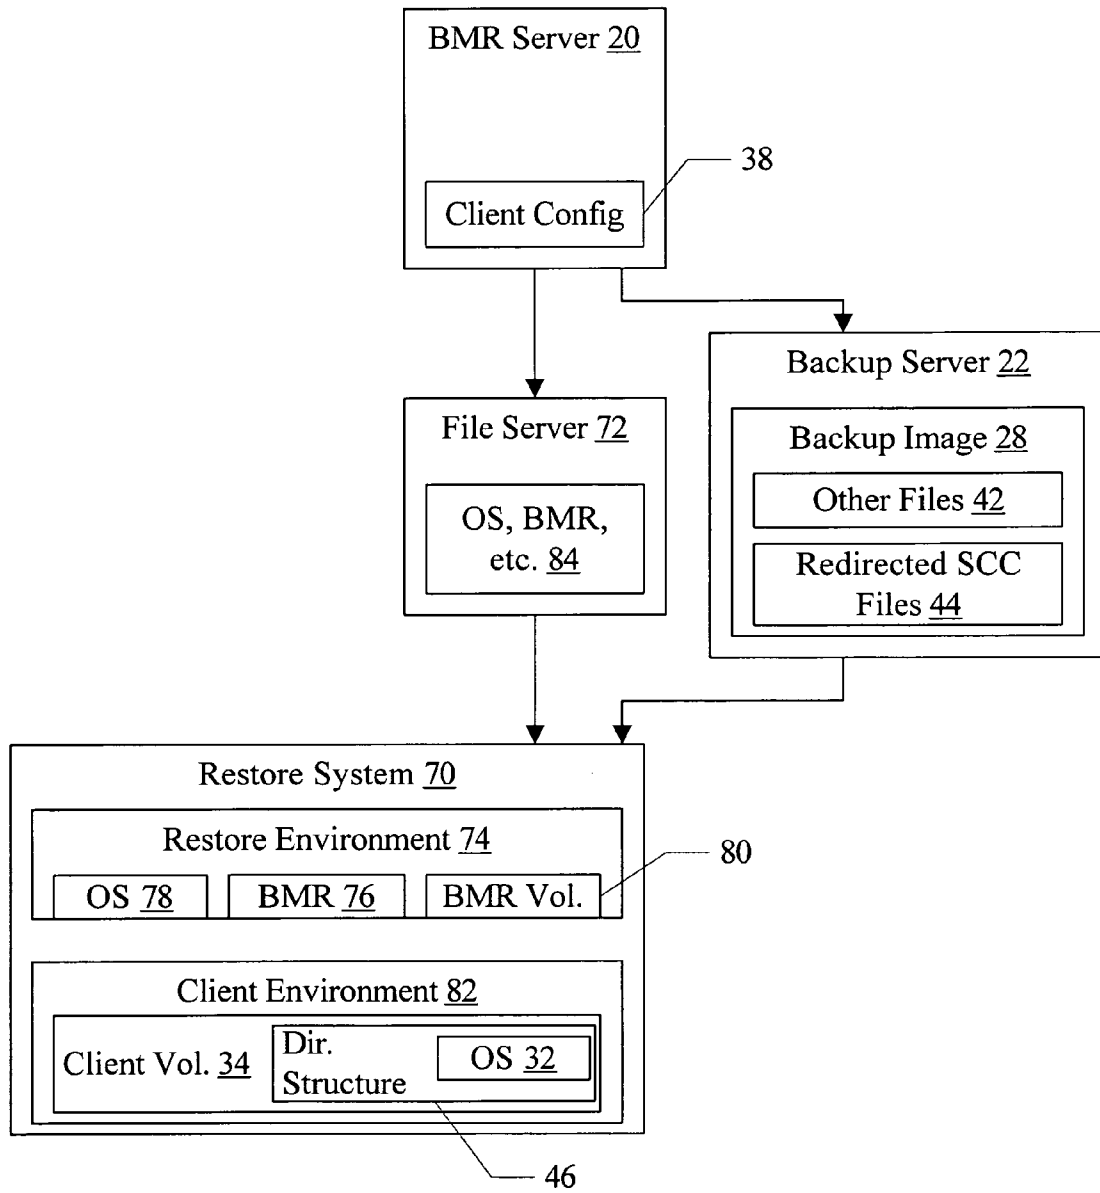 BMR Server 20
38
Client Config
Backup Server 22
File Server 72
Backup Image 28
Other Files 42
OS, BMR,
etc. 84
Redirected SCC
Files 44
Restore System 70
Restore Environment 74
80
OS 78
BMR 76
BMR Vol.
Client Environment 82
Client Vol. 34
Dir.
Structure
OS 32
46